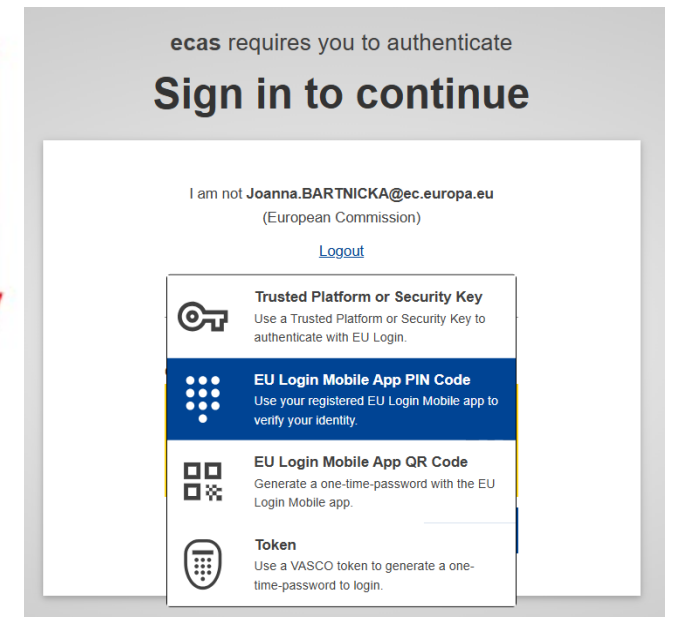 ecas requires you to authenticate
Sign in to continue
I am not Joanna.BARTNICKA@ec.europa.eu
(European Commission)
Logout
Trusted Platform or Security Key
Use a Trusted Platform or Security Key to
authenticate with EU Login.
EU Login Mobile App PIN Code
Use your registered EU Login Mobile app to
verify your identity.
EU Login Mobile App QR Code
Generate a one-time-password with the EU
Login Mobile app.
Token
Use a VASCO token to generate a one-
time-password to login.